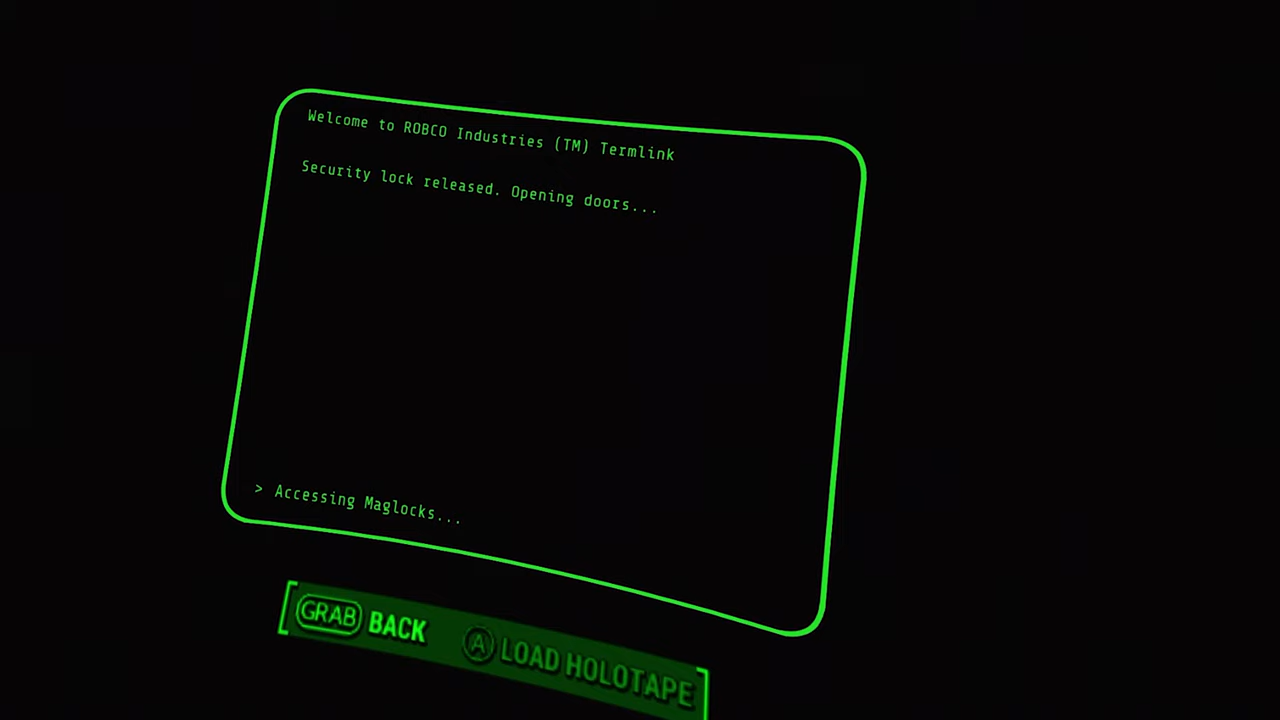 Welcome to ROBCO Industries (TM) Termlink
Security lock released. Opening doors...
> Accessing Maglocks...
GRAB BACK A LOAD HOLOTAPE